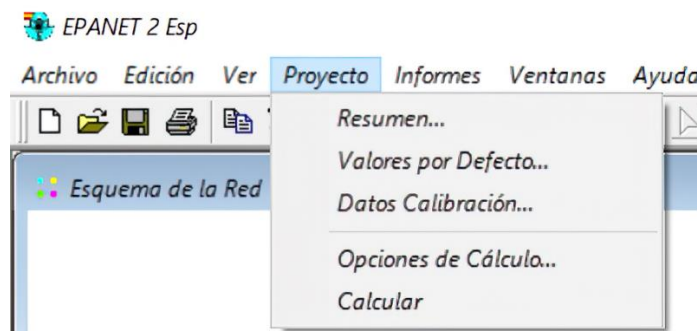 EPANET 2 Esp
Archivo Edición Ver Proyecto Informes Ventanas Ayuda
Resumen...
Valores por Defecto...
Esquema de la Red
Datos Calibración...
Opciones de Cálculo...
Calcular